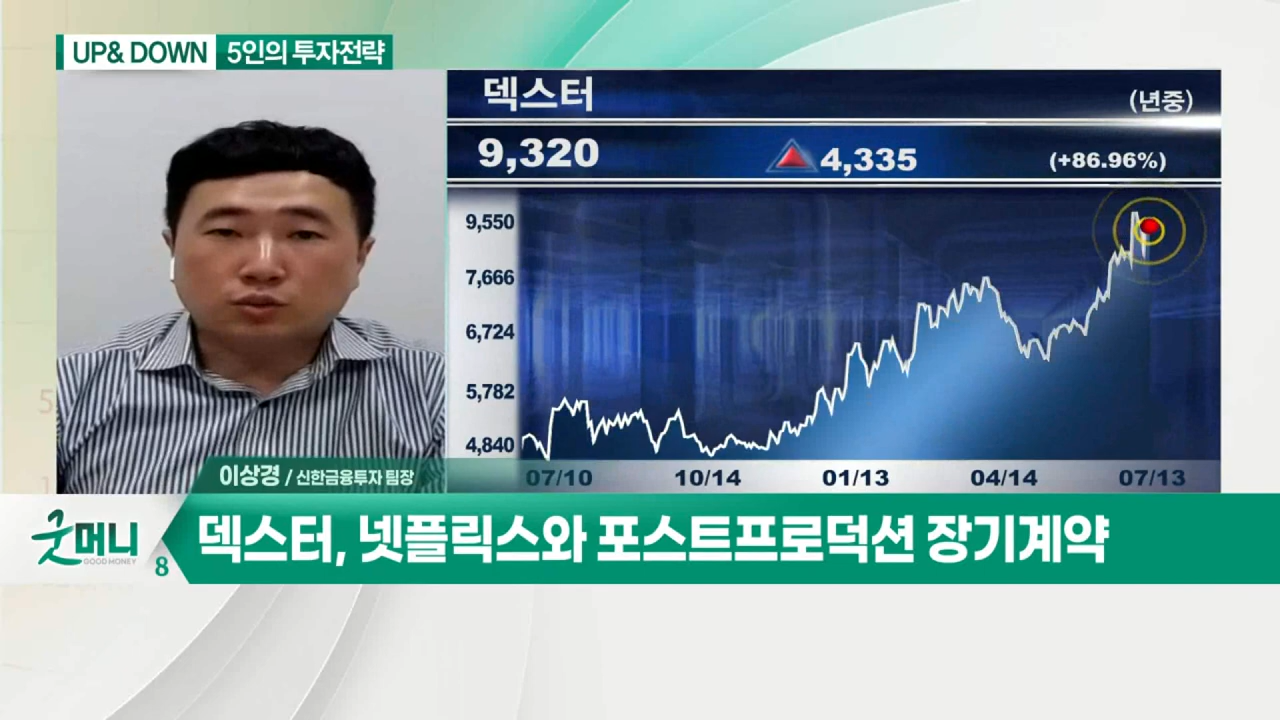 UP& DOWN 5인의 투자전략
덱스터
(년중)
9,320 ▲ 4,335 (+86.96%)
9,550
7,666
6,724
5,782
4,840
07/10 10/14 01/13 04/14 07/13
이상경 / 신한금융투자 팀장
굿머니
GOOD MONEY
8
덱스터, 넷플릭스와 포스트프로덕션 장기계약